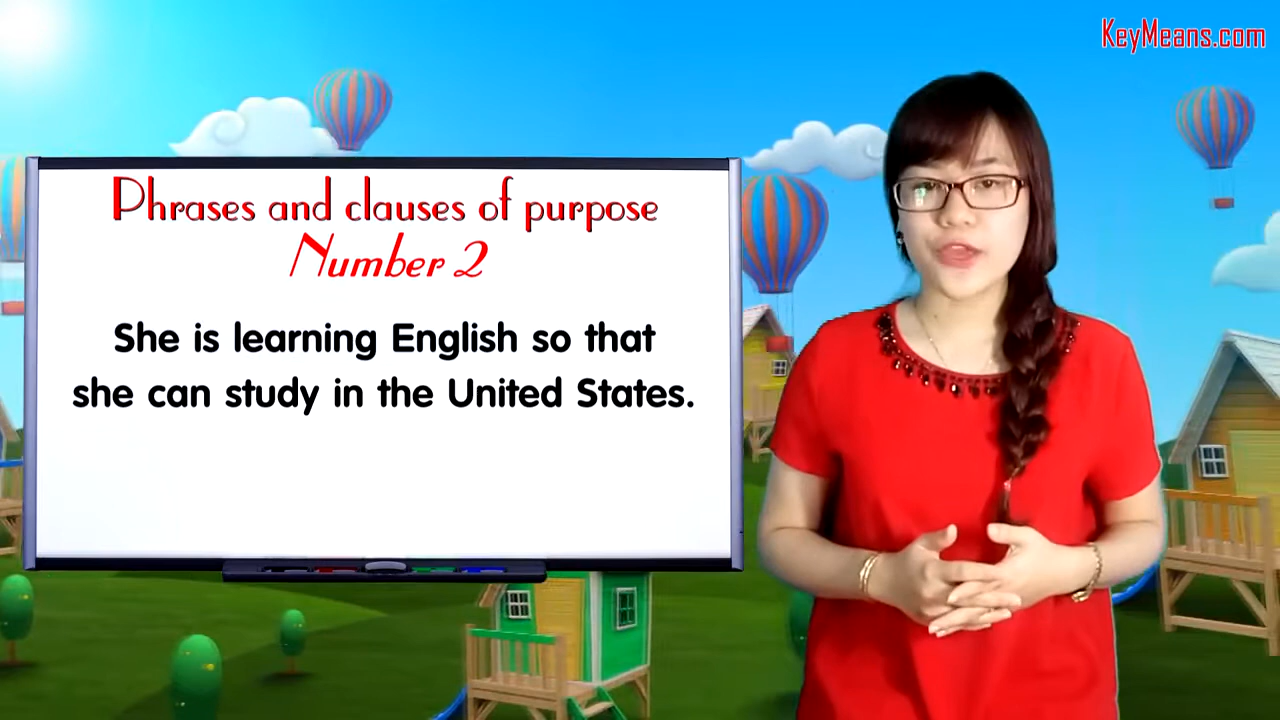 KeyMeans.com
Phrases and clauses of purpose
Number 2
She is learning English so that
she can study in the United States.